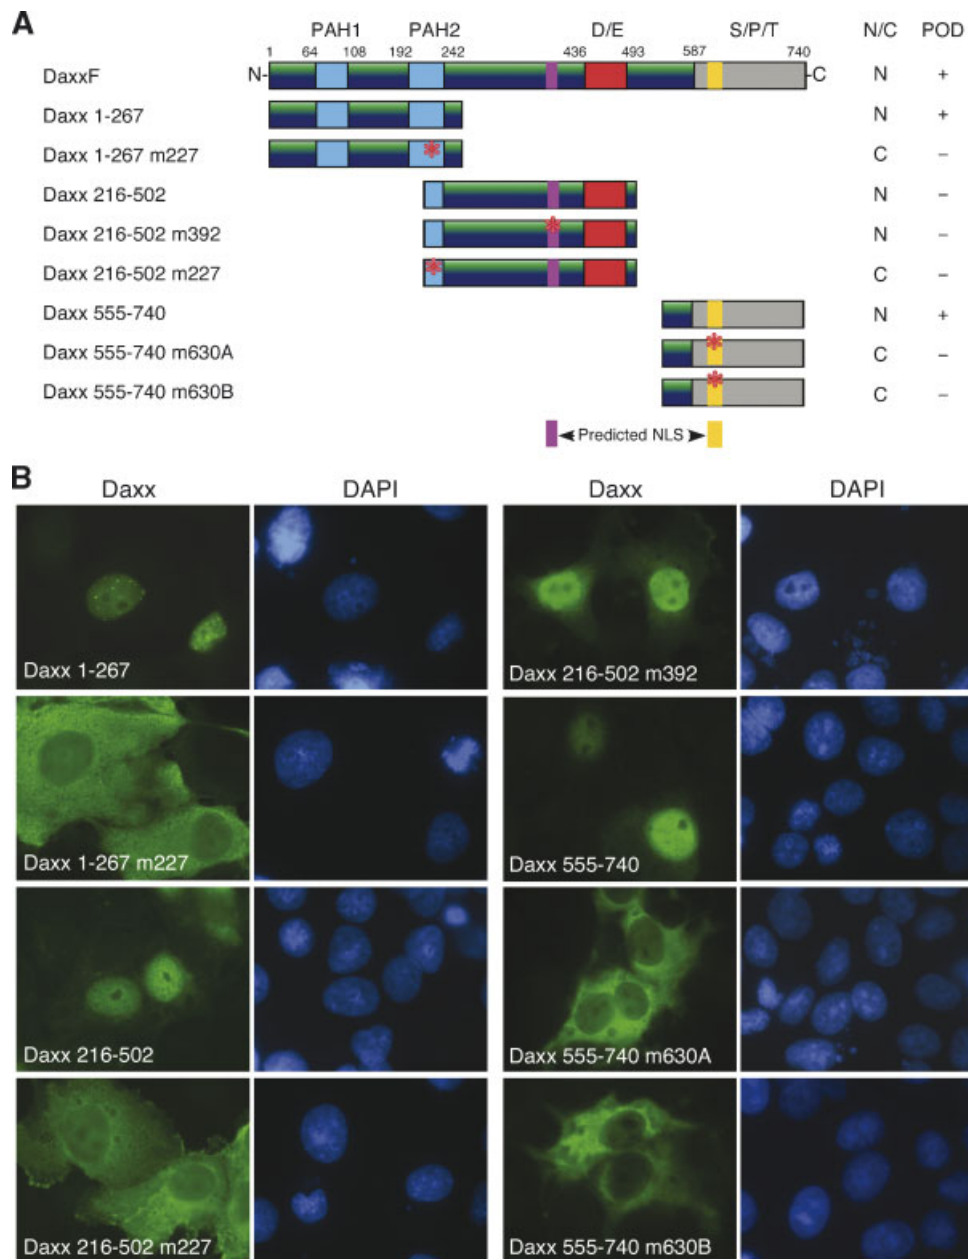 A
PAH1 PAH2 D/E S/P/T N/C POD
1 64 108 192 242 436 493 587 740
DaxxF N- -C N +
Daxx 1-267 N +
Daxx 1-267 m227 C –
Daxx 216-502 N –
Daxx 216-502 m392 N –
Daxx 216-502 m227 C –
Daxx 555-740 N +
Daxx 555-740 m630A C –
Daxx 555-740 m630B C –
Predicted NLS
B
Daxx DAPI Daxx DAPI
Daxx 1-267 Daxx 216-502 m392
Daxx 1-267 m227 Daxx 555-740
Daxx 216-502 Daxx 555-740 m630A
Daxx 216-502 m227 Daxx 555-740 m630B